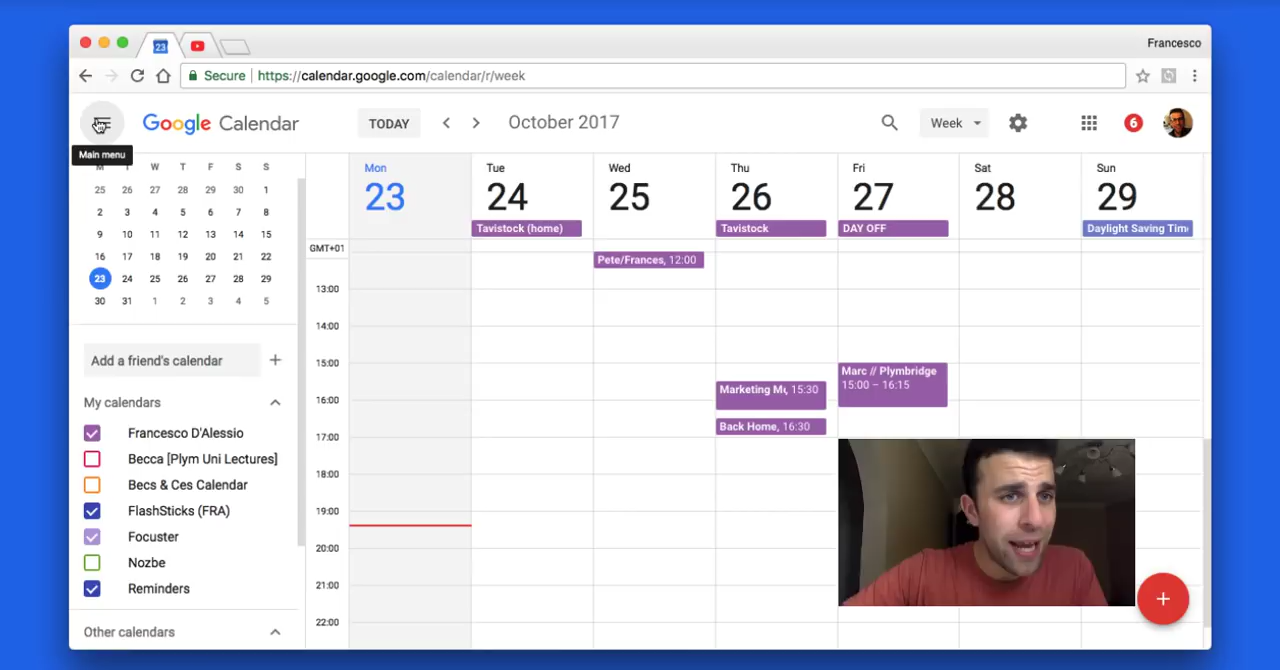 23
Francesco
Secure https://calendar.google.com/calendar/r/week
Google Calendar
TODAY
October 2017
Week
6
Main menu
M T W T F S S
25 26 27 28 29 30 1
2 3 4 5 6 7 8
9 10 11 12 13 14 15
16 17 18 19 20 21 22
23 24 25 26 27 28 29
30 31 1 2 3 4 5
Add a friend's calendar
My calendars
Francesco D'Alessio
Becca [Plym Uni Lectures]
Becs & Ces Calendar
FlashSticks (FRA)
Focuster
Nozbe
Reminders
Other calendars
Mon Tue Wed Thu Fri Sat Sun
23 24 25 26 27 28 29
Tavistock (home) Tavistock DAY OFF Daylight Saving Tim
GMT+01
Pete/Frances, 12:00
13:00
14:00
15:00
Marc // Plymbridge
15:00 – 16:15
Marketing Mu, 15:30
16:00
Back Home, 16:30
17:00
18:00
19:00
20:00
21:00
22:00